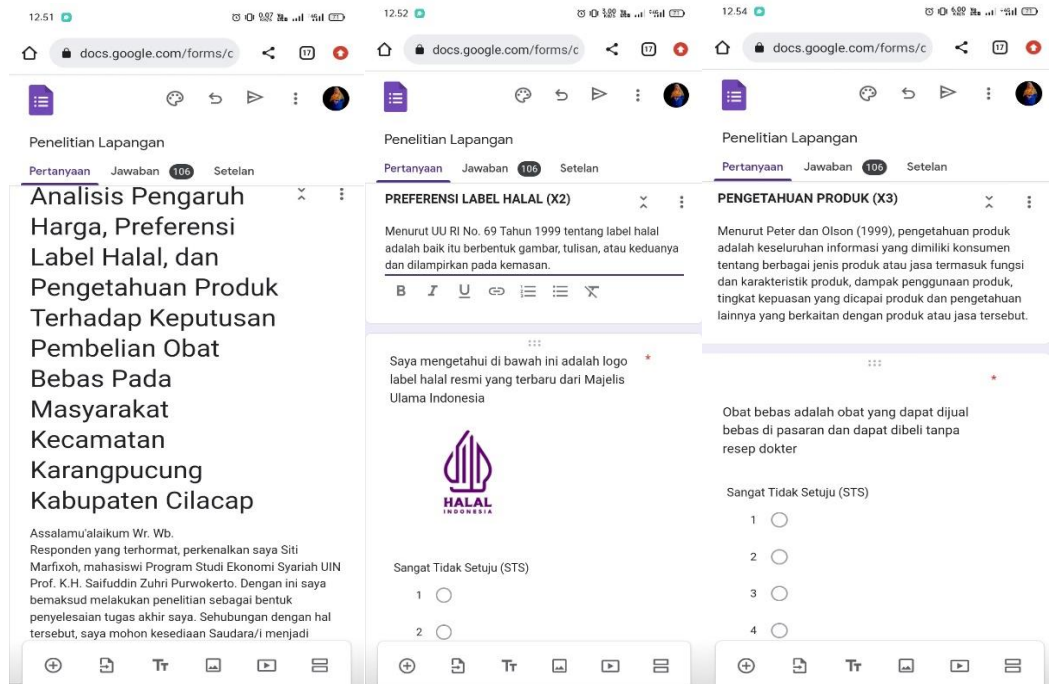 12.51
docs.google.com/forms/c
17
Penelitian Lapangan
Pertanyaan Jawaban 106 Setelan
Analisis Pengaruh
Harga, Preferensi
Label Halal, dan
Pengetahuan Produk
Terhadap Keputusan
Pembelian Obat
Bebas Pada
Masyarakat
Kecamatan
Karangpucung
Kabupaten Cilacap
Assalamu'alaikum Wr. Wb.
Responden yang terhormat, perkenalkan saya Siti
Marfixoh, mahasiswi Program Studi Ekonomi Syariah UIN
Prof. K.H. Saifuddin Zuhri Purwokerto. Dengan ini saya
bemaksud melakukan penelitian sebagai bentuk
penyelesaian tugas akhir saya. Sehubungan dengan hal
tersebut, saya mohon kesediaan Saudara/i menjadi
Tт
12.52
docs.google.com/forms/c
17
Penelitian Lapangan
Pertanyaan Jawaban 106 Setelan
PREFERENSI LABEL HALAL (X2)
Menurut UU RI No. 69 Tahun 1999 tentang label halal
adalah baik itu berbentuk gambar, tulisan, atau keduanya
dan dilampirkan pada kemasan.
B I U
Saya mengetahui di bawah ini adalah logo *
label halal resmi yang terbaru dari Majelis
Ulama Indonesia
HALAL
INDONESIA
Sangat Tidak Setuju (STS)
1
2
Tт
12.54
docs.google.com/forms/c
17
Penelitian Lapangan
Pertanyaan Jawaban 106 Setelan
PENGETAHUAN PRODUK (X3)
Menurut Peter dan Olson (1999), pengetahuan produk
adalah keseluruhan informasi yang dimiliki konsumen
tentang berbagai jenis produk atau jasa termasuk fungsi
dan karakteristik produk, dampak penggunaan produk,
tingkat kepuasan yang dicapai produk dan pengetahuan
lainnya yang berkaitan dengan produk atau jasa tersebut.
*
Obat bebas adalah obat yang dapat dijual
bebas di pasaran dan dapat dibeli tanpa
resep dokter
Sangat Tidak Setuju (STS)
1
2
3
4
Tт